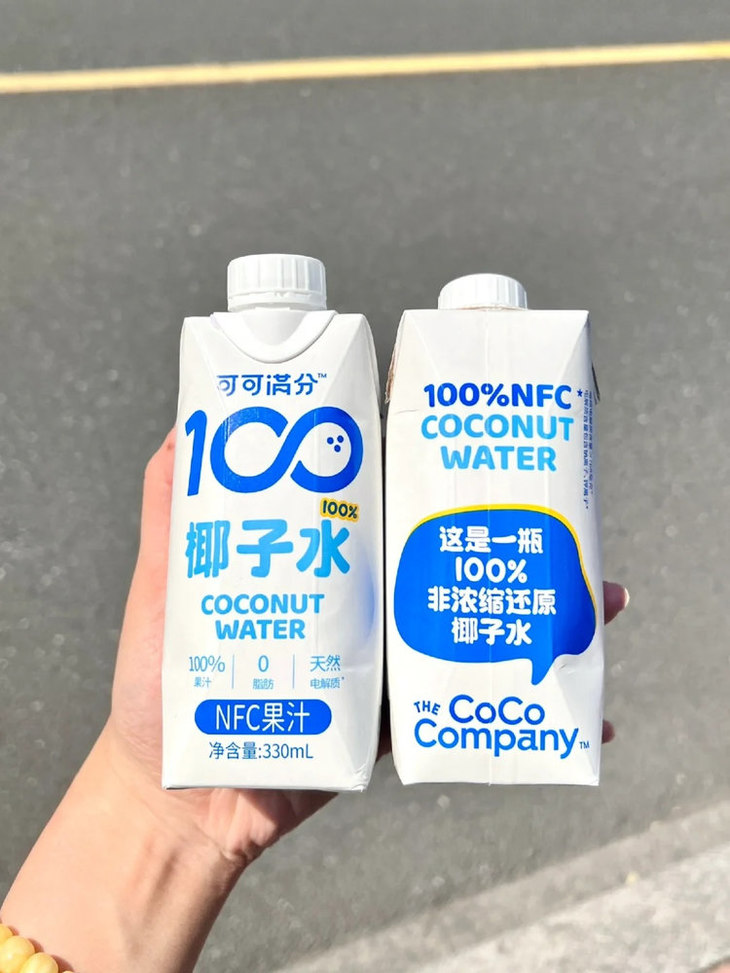 可可满分™
100
100%
椰子水
COCONUT
WATER
100% 0 天然
果汁 脂肪 电解质*
NFC果汁
净含量:330mL
100%NFC
COCONUT
WATER
这是一瓶
100%
非浓缩还原
椰子水
THE CoCo
Company™